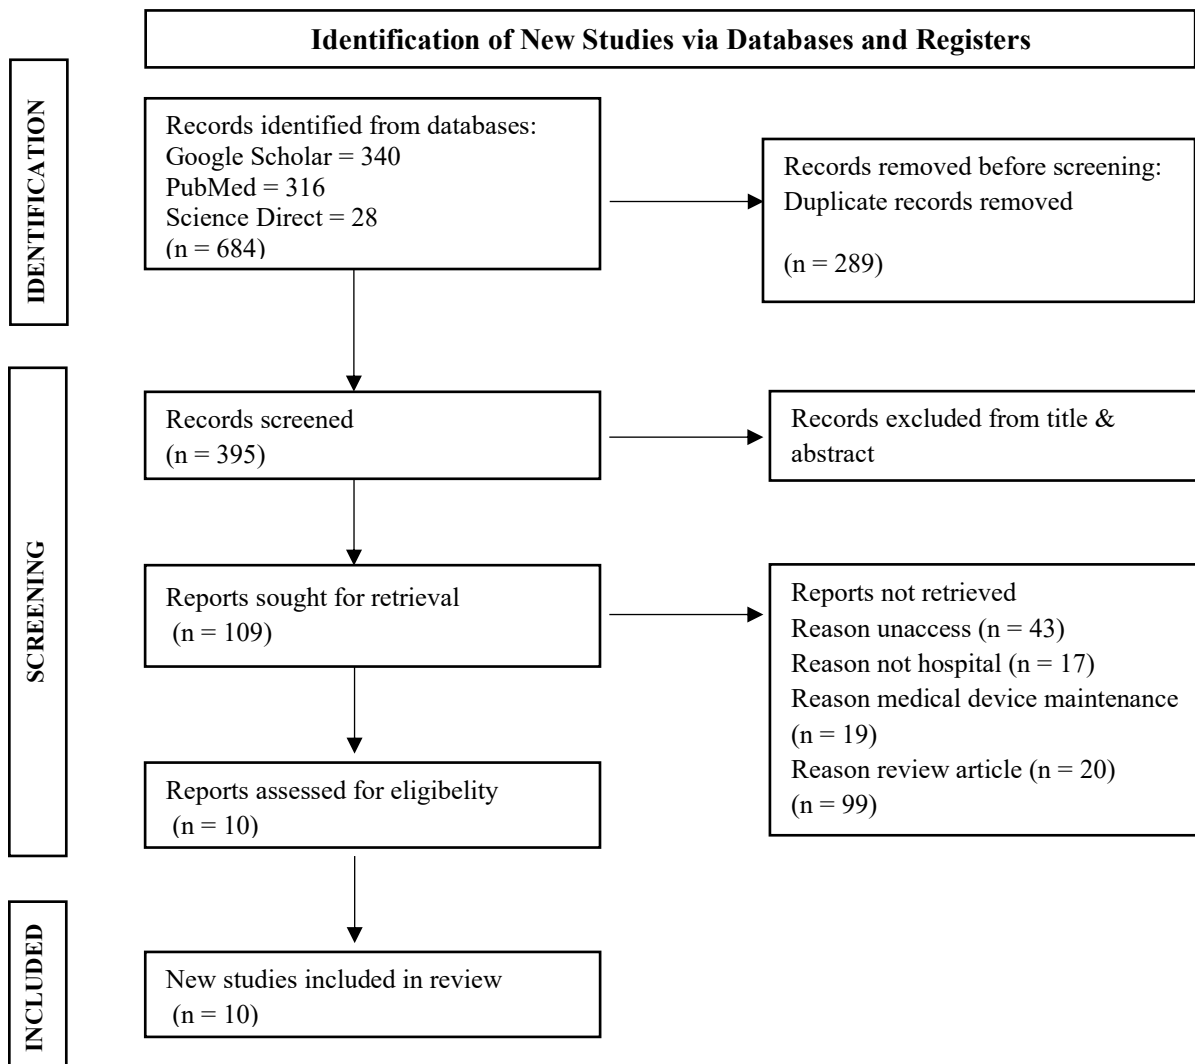 Identification of New Studies via Databases and Registers
IDENTIFICATION
Records identified from databases:
Google Scholar = 340
PubMed = 316
Science Direct = 28
(n = 684)
Records removed before screening:
Duplicate records removed
(n = 289)
SCREENING
Records screened
(n = 395)
Records excluded from title &
abstract
Reports sought for retrieval
(n = 109)
Reports not retrieved
Reason unaccess (n = 43)
Reason not hospital (n = 17)
Reason medical device maintenance
(n = 19)
Reason review article (n = 20)
(n = 99)
Reports assessed for eligibelity
(n = 10)
INCLUDED
New studies included in review
(n = 10)